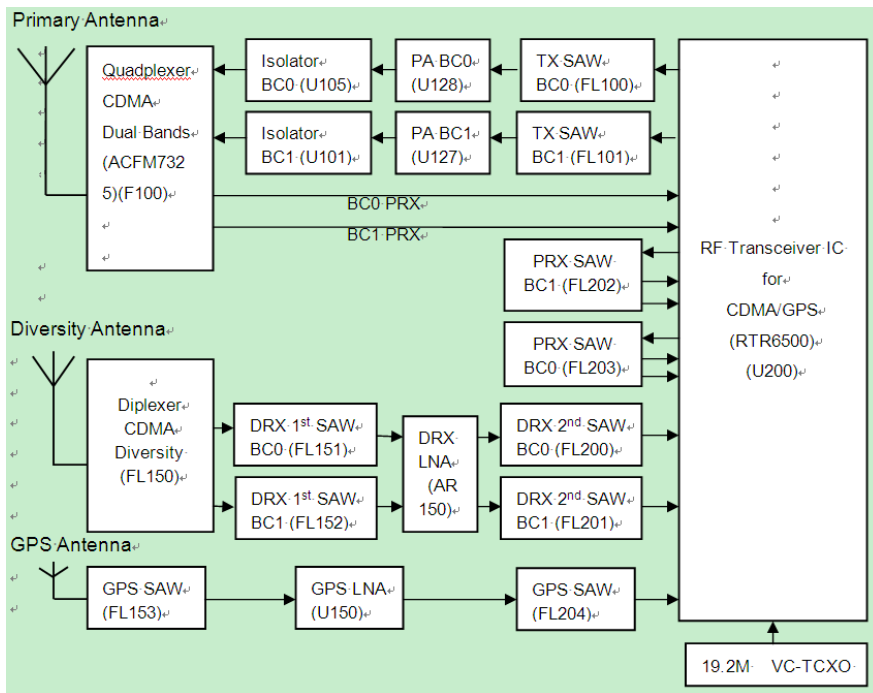 Primary Antenna
Quadplexer
CDMA
Dual Bands
(ACFM732
5)(F100)
Isolator
BC0 (U105)
PA BC0
(U128)
TX SAW
BC0 (FL100)
Isolator
BC1 (U101)
PA BC1
(U127)
TX SAW
BC1 (FL101)
BC0 PRX
BC1 PRX
PRX SAW
BC1 (FL202)
PRX SAW
BC0 (FL203)
RF Transceiver IC
for
CDMA/GPS
(RTR6500)
(U200)
Diversity Antenna
Diplexer
CDMA
Diversity
(FL150)
DRX 1st SAW
BC0 (FL151)
DRX 1st SAW
BC1 (FL152)
DRX
LNA
(AR
150)
DRX 2nd SAW
BC0 (FL200)
DRX 2nd SAW
BC1 (FL201)
GPS Antenna
GPS SAW
(FL153)
GPS LNA
(U150)
GPS SAW
(FL204)
19.2M VC-TCXO